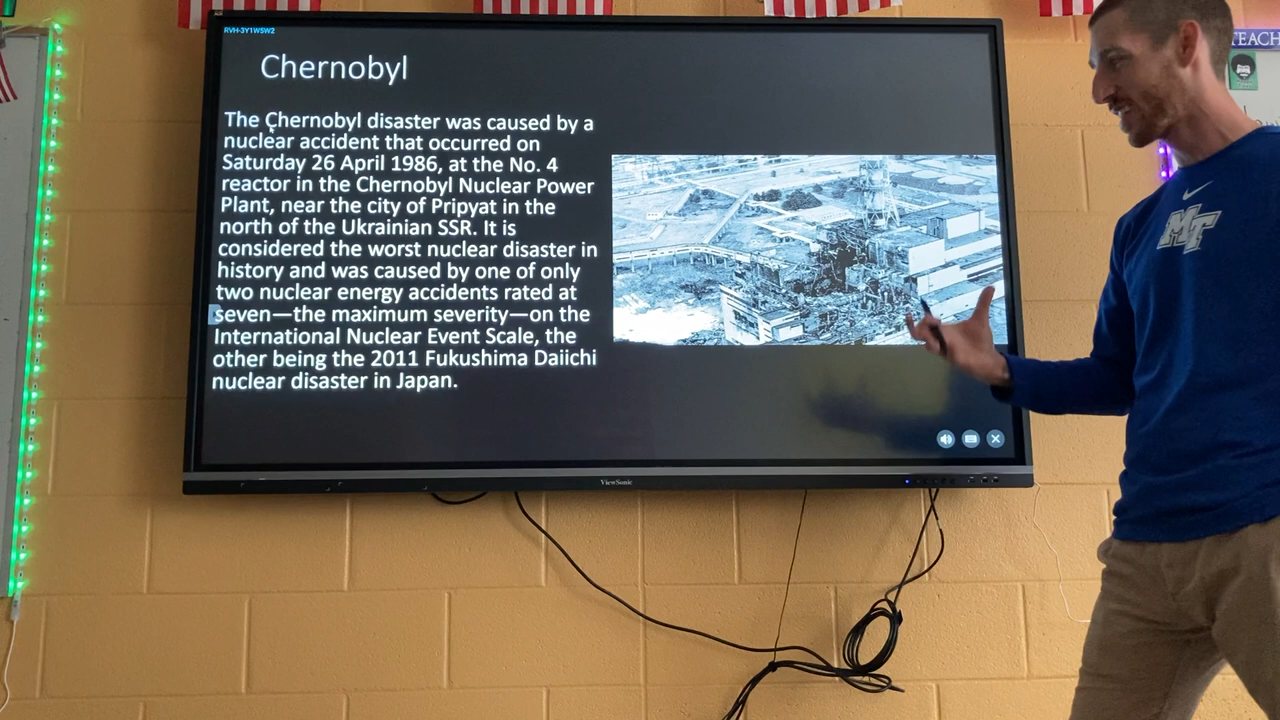 RVH-3Y1W5W2
Chernobyl
The Chernobyl disaster was caused by a
nuclear accident that occurred on
Saturday 26 April 1986, at the No. 4
reactor in the Chernobyl Nuclear Power
Plant, near the city of Pripyat in the
north of the Ukrainian SSR. It is
considered the worst nuclear disaster in
history and was caused by one of only
two nuclear energy accidents rated at
seven—the maximum severity—on the
International Nuclear Event Scale, the
other being the 2011 Fukushima Daiichi
nuclear disaster in Japan.
ViewSonic
MT
TEACH